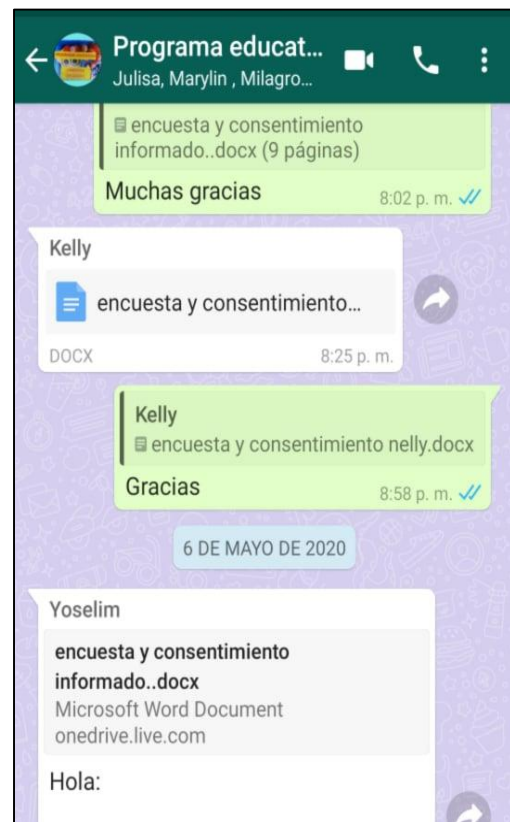 Programa educat...
Julisa, Marylin , Milagro...
encuesta y consentimiento
informado..docx (9 páginas)
Muchas gracias
8:02 p. m.
Kelly
encuesta y consentimiento...
DOCX
8:25 p. m.
Kelly
encuesta y consentimiento nelly.docx
Gracias
8:58 p. m.
6 DE MAYO DE 2020
Yoselim
encuesta y consentimiento
informado..docx
Microsoft Word Document
onedrive.live.com
Hola: